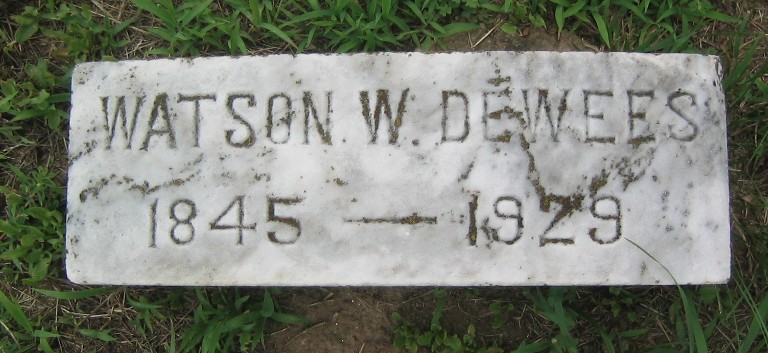 WATSON W. DEWEES
1845 — 1929